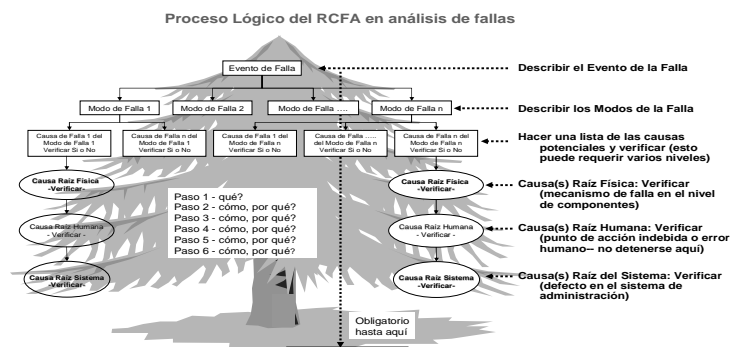 Proceso Lógico del RCFA en análisis de fallas
Evento de Falla
Describir el Evento de la Falla
Modo de Falla 1
Modo de Falla 2
Modo de Falla .....
Modo de Falla n
Describir los Modos de la Falla
Causa de Falla 1 del
Modo de Falla 1
Verificar Si o No
Causa de Falla n del
Modo de Falla 1
Verificar Si o No
Causa de Falla 1 del
Modo de Falla n
Verificar Si o No
Causa de Falla ......
del Modo de Falla n
Verificar Si o No
Causa de Falla n del
Modo de Falla n
Verificar Si o No
Hacer una lista de las causas
potenciales y verificar (esto
puede requerir varios niveles)
Causa Raíz Física
-Verificar-
Causa Raíz Física
-Verificar-
Causa(s) Raíz Física: Verificar
(mecanismo de falla en el nivel
de componentes)
Paso 1 - qué?
Paso 2 - cómo, por qué?
Paso 3 - cómo, por qué?
Paso 4 - cómo, por qué?
Paso 5 - cómo, por qué?
Paso 6 - cómo, por qué?
Causa Raíz Humana
- Verificar -
Causa Raíz Humana
- Verificar -
Causa(s) Raíz Humana: Verificar
(punto de acción indebida o error
humano-- no detenerse aquí)
Causa Raíz Sistema
-Verificar-
Causa Raíz Sistema
-Verificar-
Causa(s) Raíz del Sistema: Verificar
(defecto en el sistema de
administración)
Obligatorio
hasta aquí